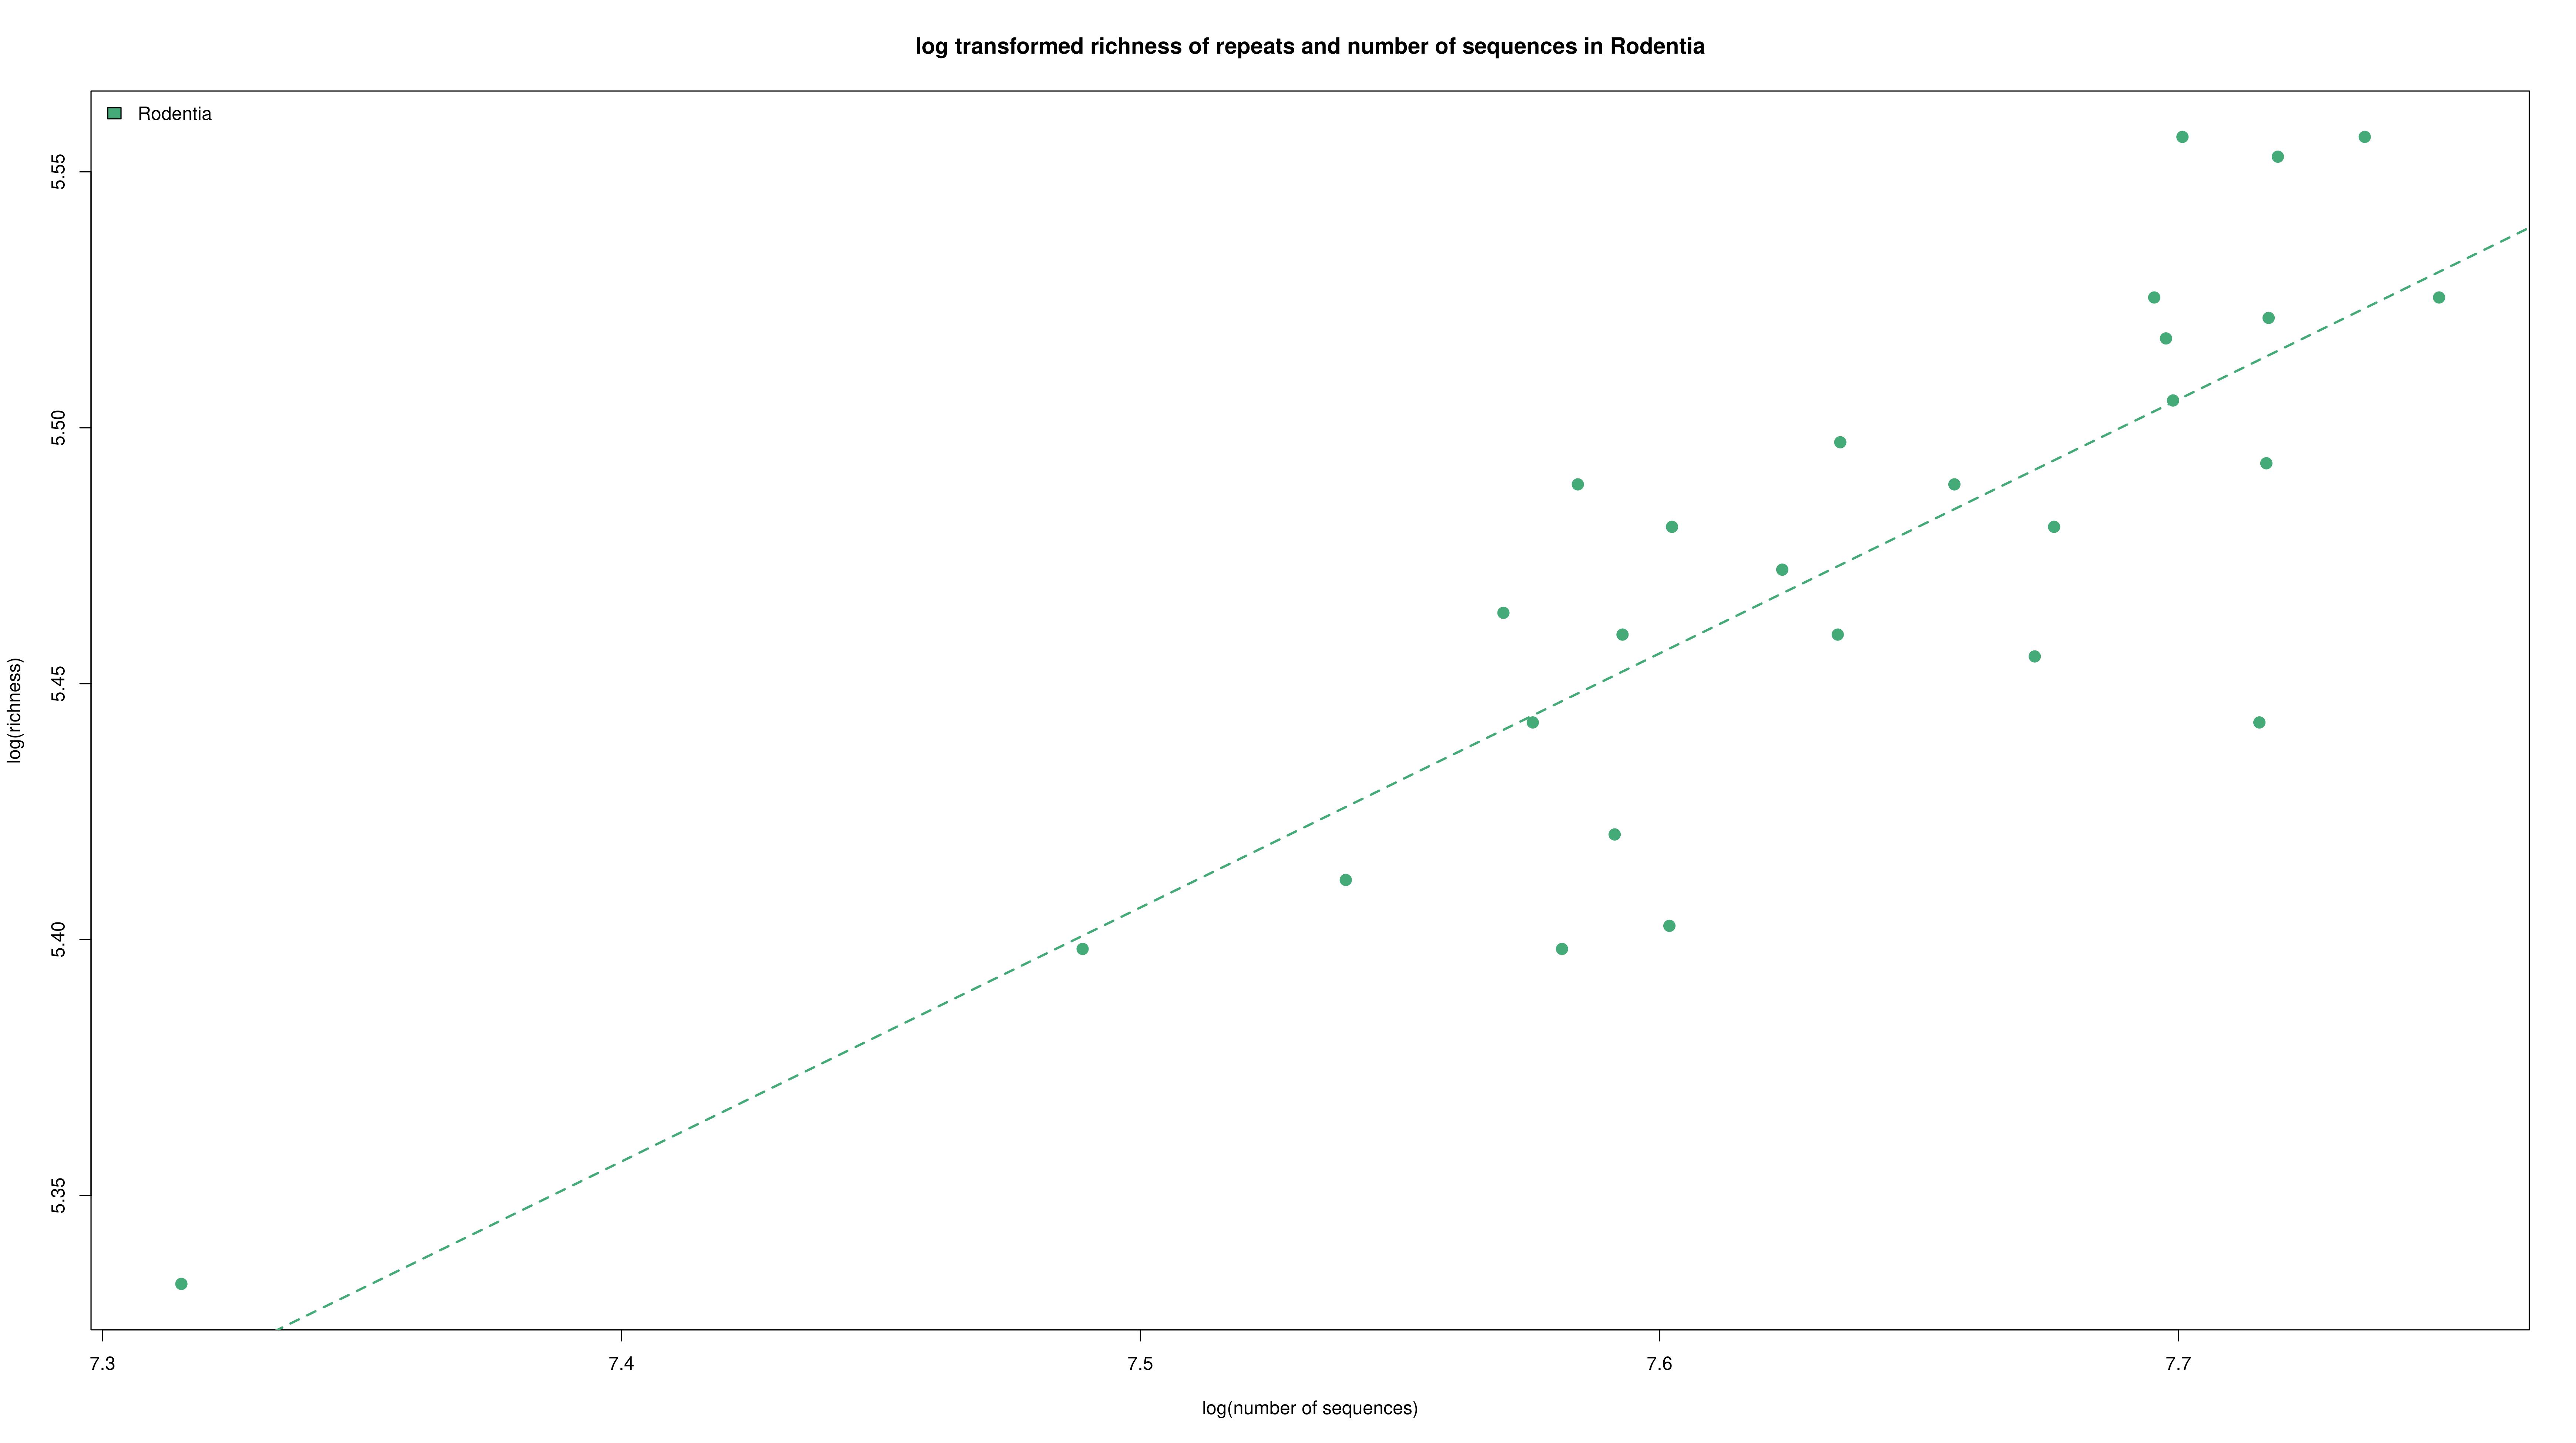 log transformed richness of repeats and number of sequences in Rodentia
Rodentia
5.55
5.50
5.45
5.40
5.35
log(richness)
7.3 7.4 7.5 7.6 7.7
log(number of sequences)